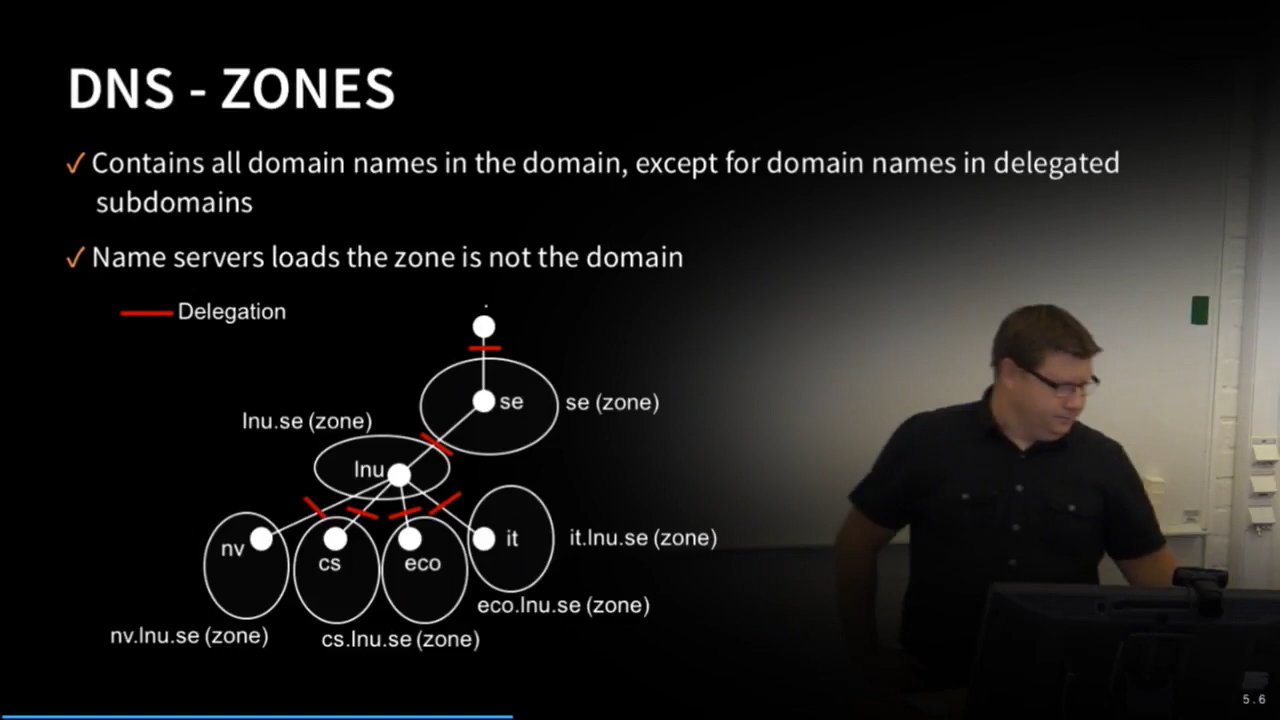 DNS - ZONES
✓ Contains all domain names in the domain, except for domain names in delegated
subdomains
✓ Name servers loads the zone is not the domain
Delegation
.
se
se (zone)
lnu.se (zone)
lnu
nv
cs
eco
it
it.lnu.se (zone)
eco.lnu.se (zone)
nv.lnu.se (zone)
cs.lnu.se (zone)
5.6